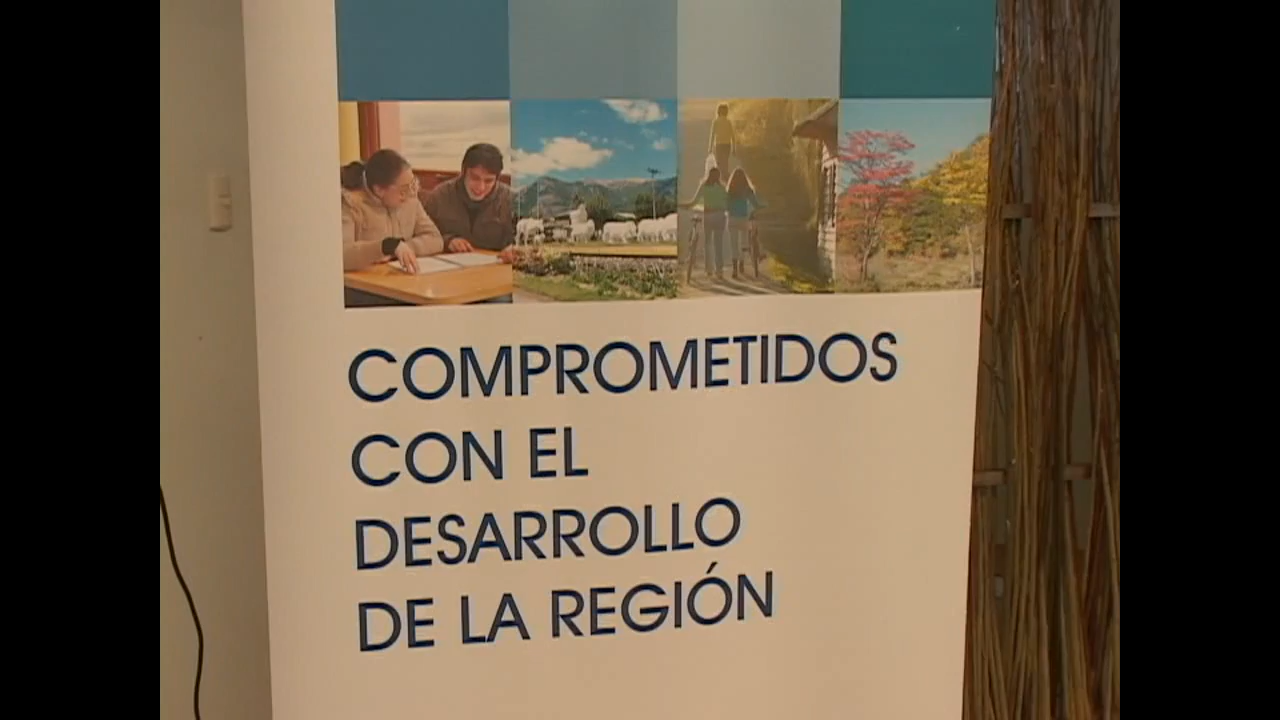 COMPROMETIDOS
CON EL
DESARROLLO
DE LA REGIÓN